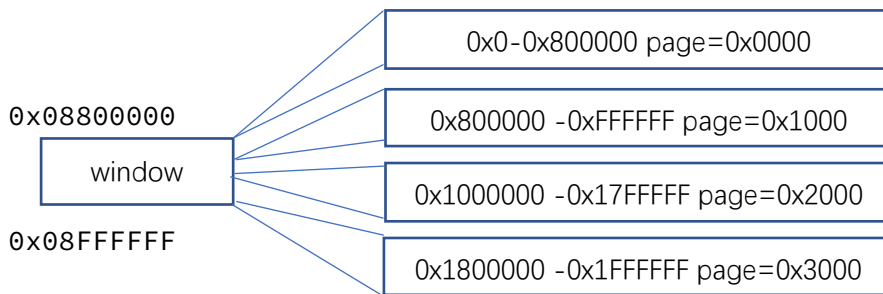 0x0-0x800000 page=0x0000
0x08800000
0x800000 -0xFFFFFF page=0x1000
window
0x1000000 -0x17FFFFF page=0x2000
0x08FFFFFF
0x1800000 -0x1FFFFFF page=0x3000